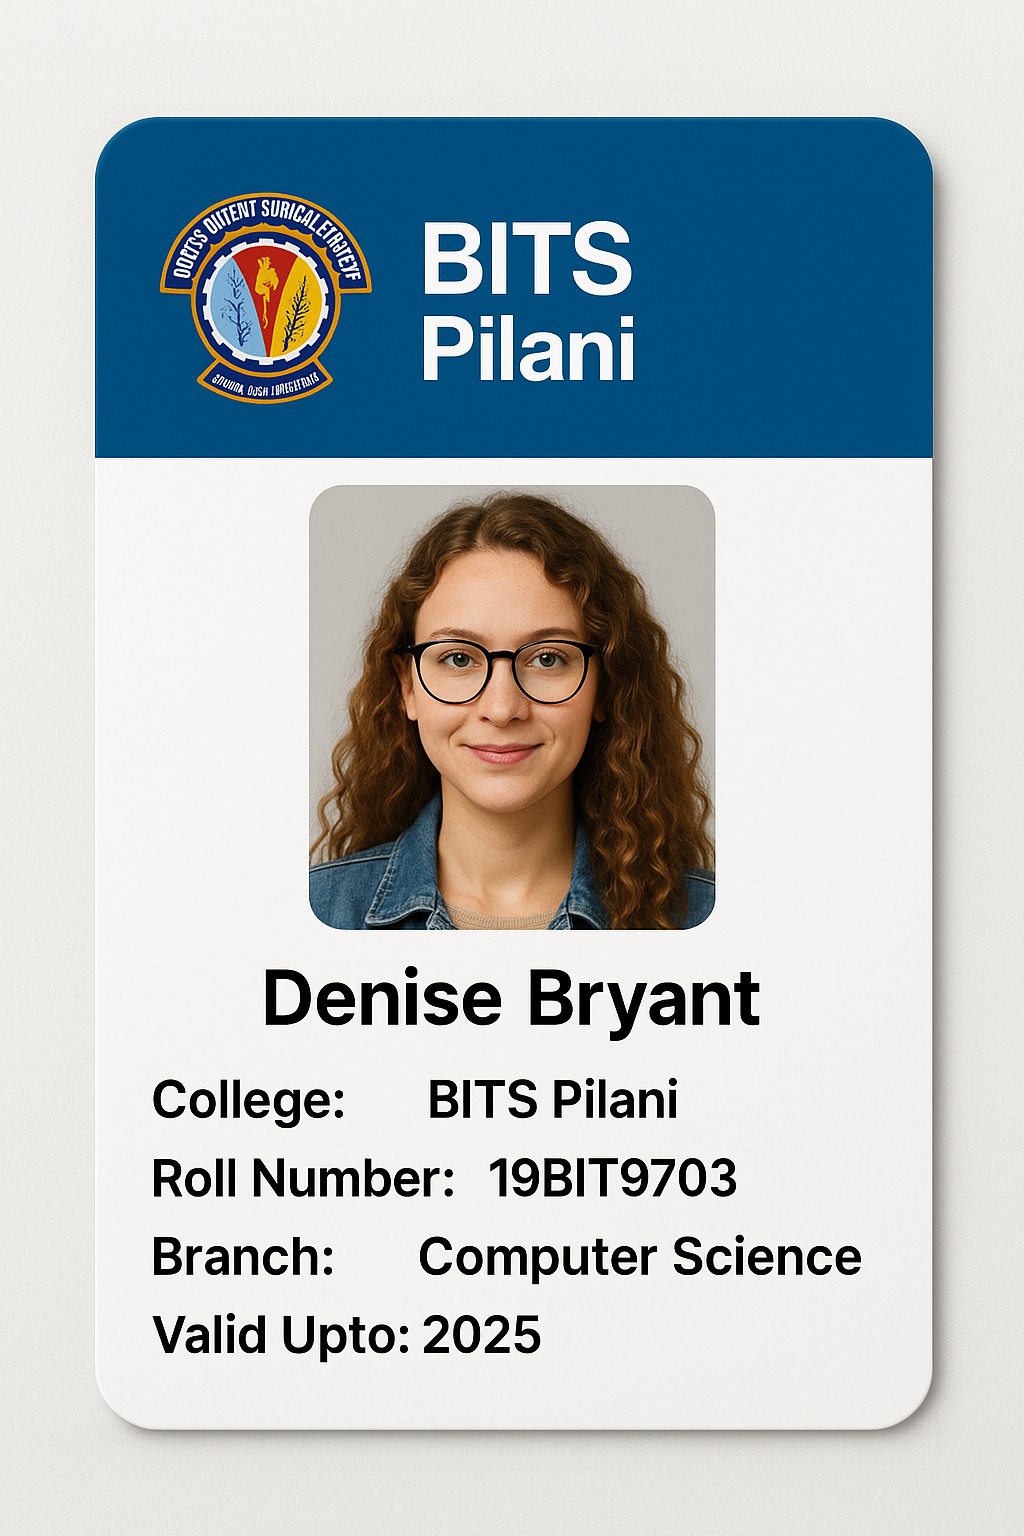 BITS
Pilani
Denise Bryant
College: BITS Pilani
Roll Number: 19BIT9703
Branch: Computer Science
Valid Upto: 2025